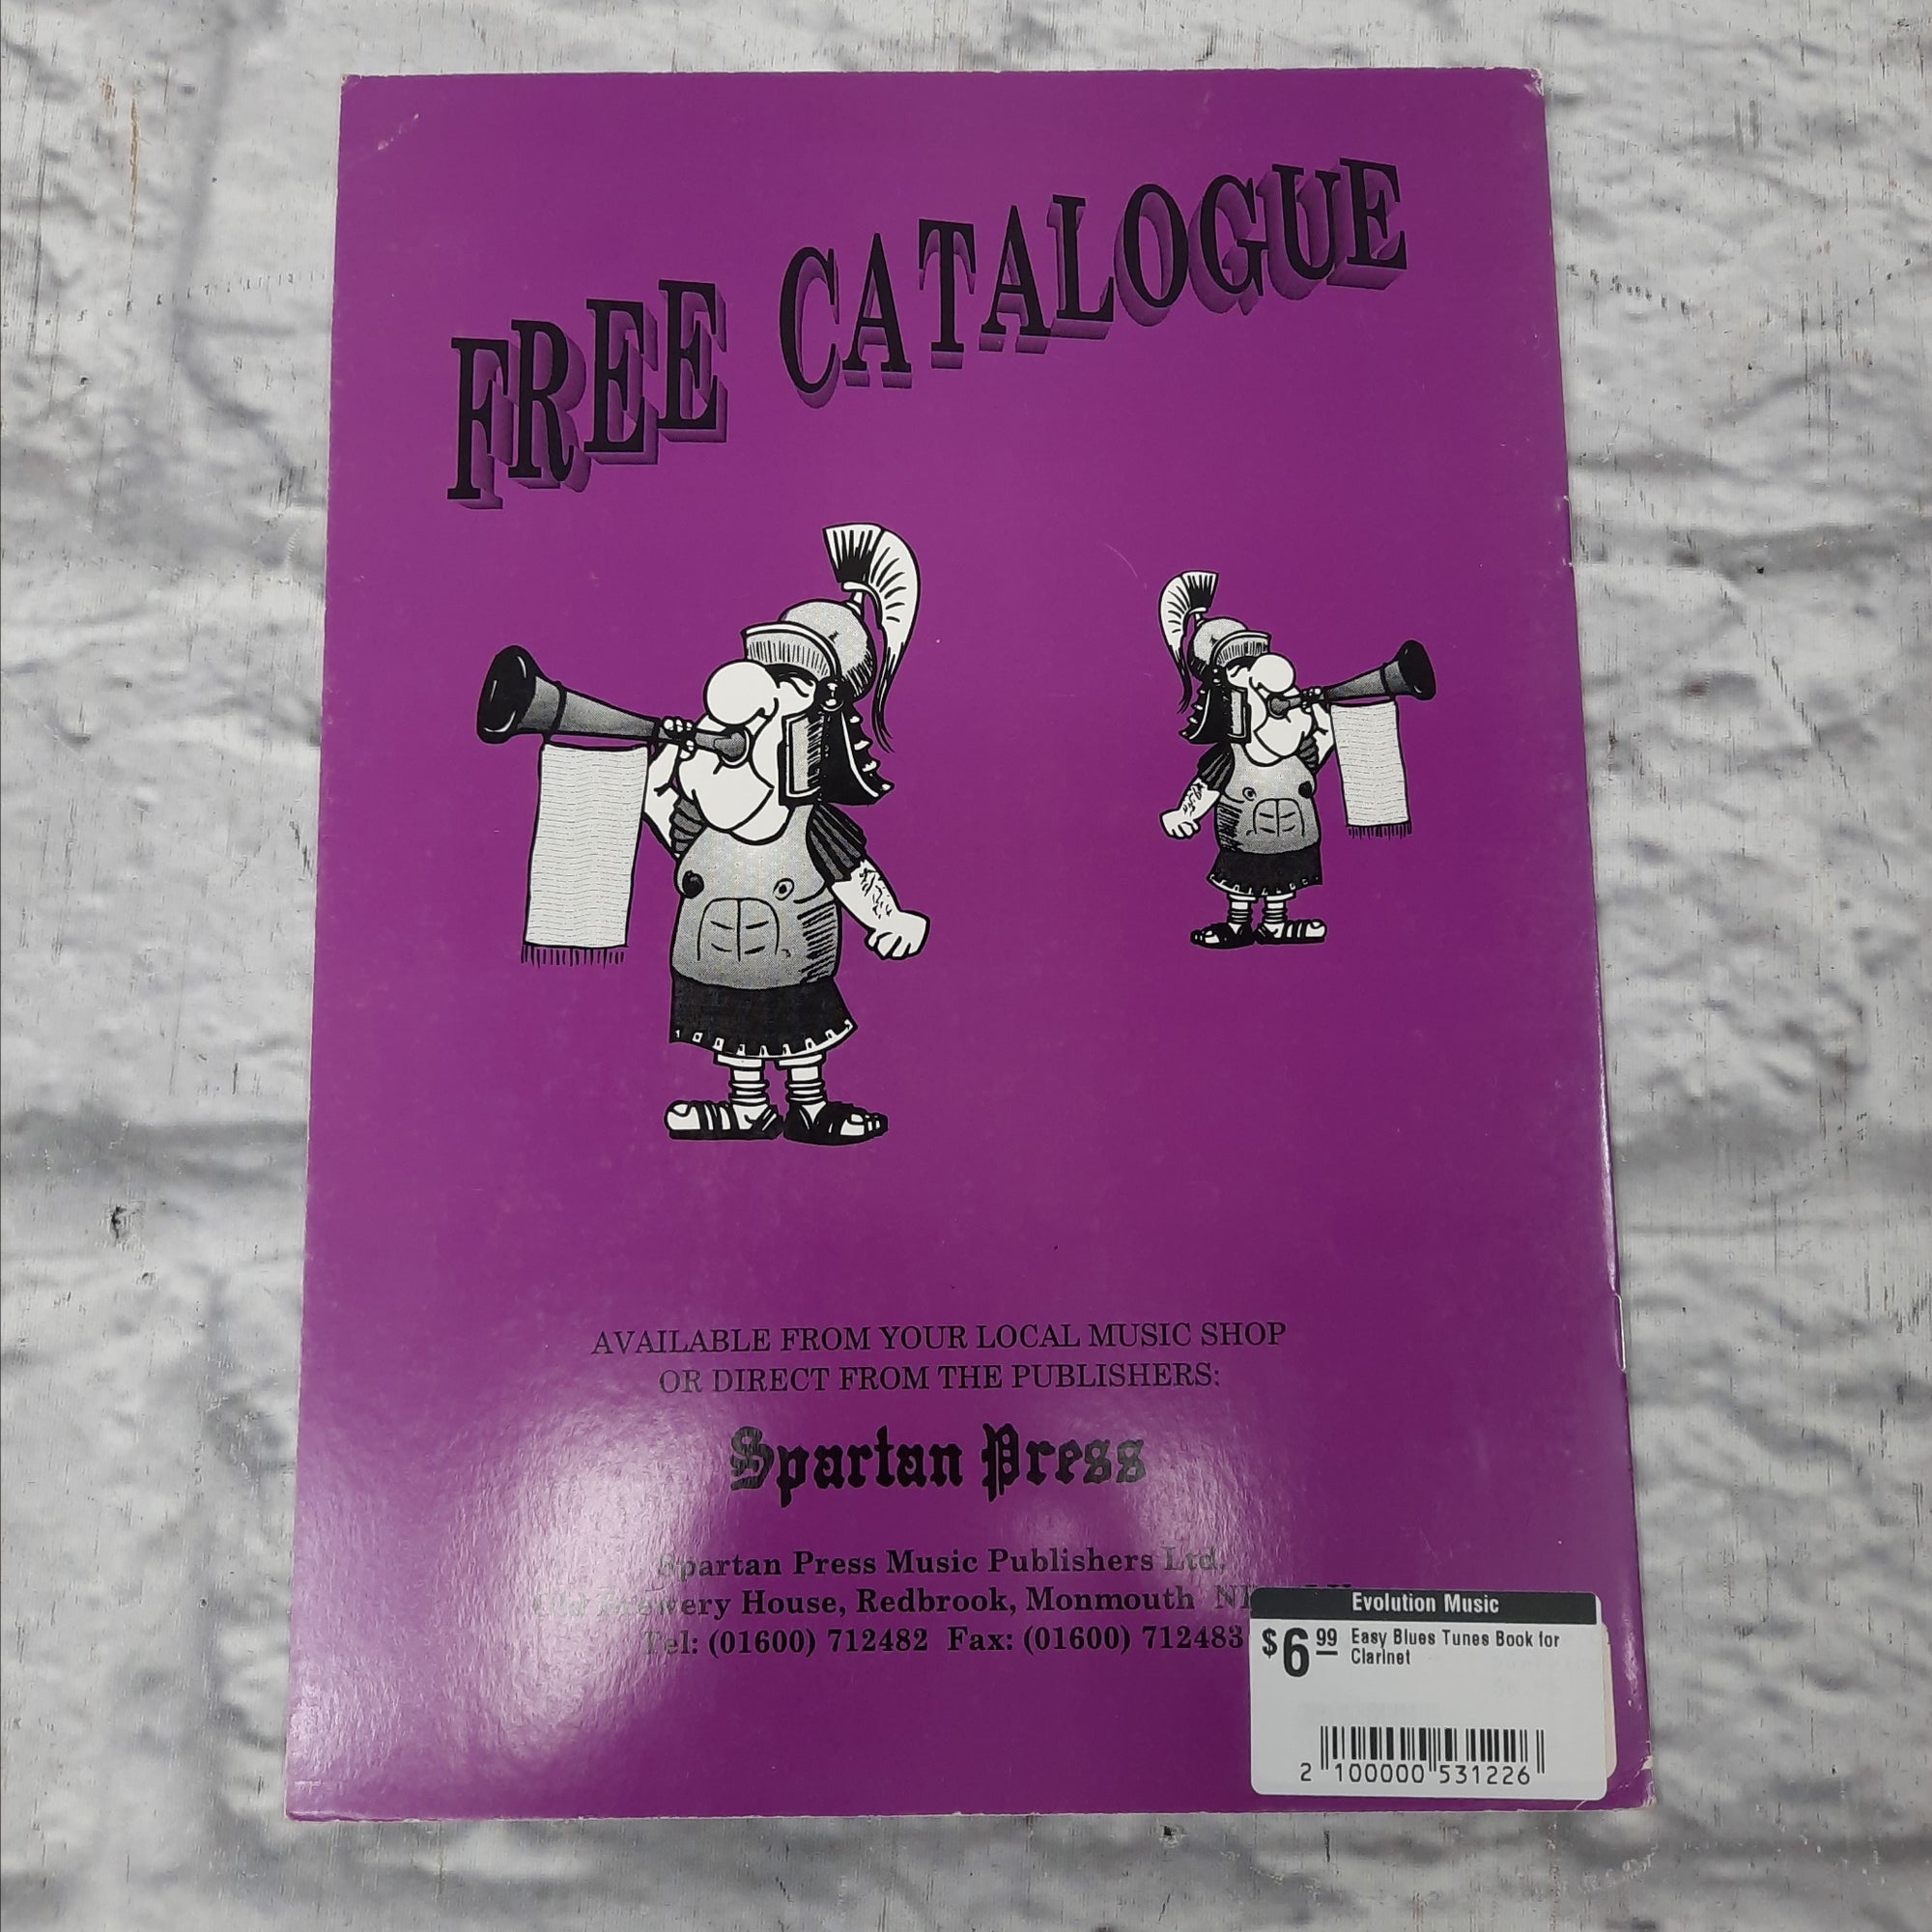 FREE CATALOGUE
AVAILABLE FROM YOUR LOCAL MUSIC SHOP
OR DIRECT FROM THE PUBLISHERS:
Spartan Press
Spartan Press Music Publishers Ltd,
Old Brewery House, Redbrook, Monmouth
Tel: (01600) 712482 Fax: (01600) 712483
Evolution Music
$6.99 Easy Blues Tunes Book for
Clarinet
2 100000 531226